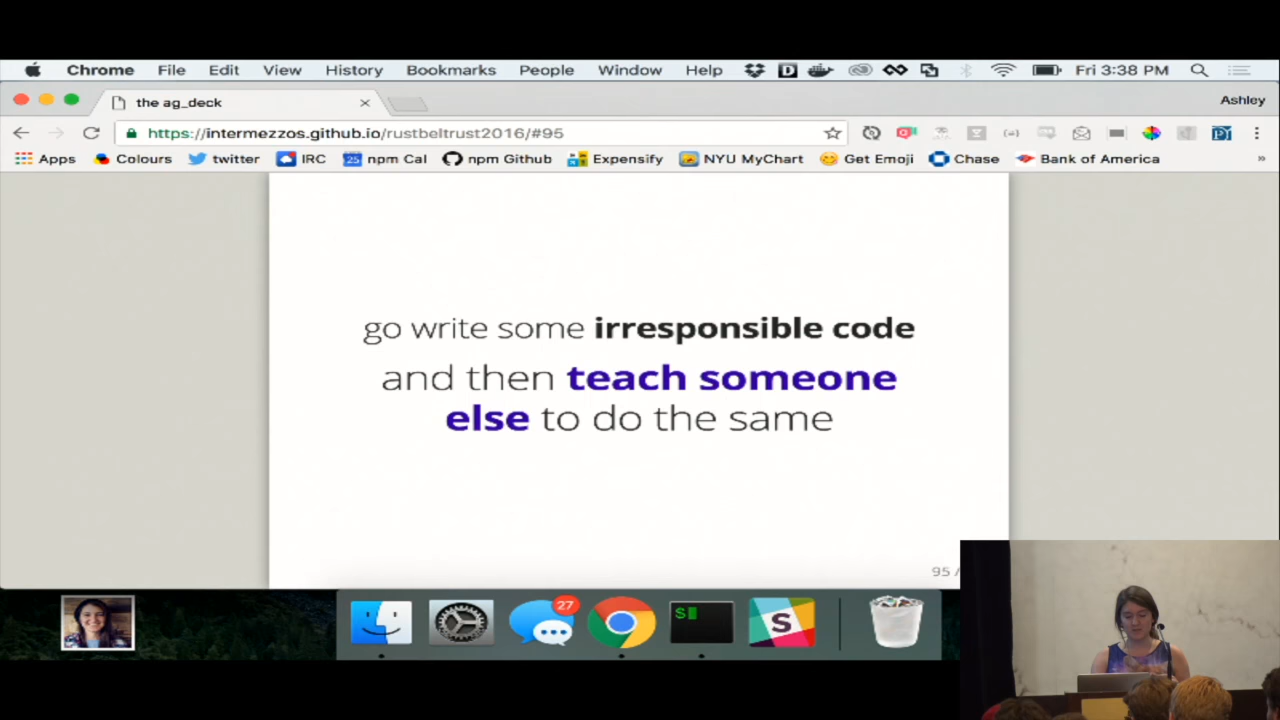 Chrome File Edit View History Bookmarks People Window Help Fri 3:38 PM
the ag_deck
Ashley
https://intermezzos.github.io/rustbeltrust2016/#95
Apps Colours twitter IRC npm Cal npm Github Expensify NYU MyChart Get Emoji Chase Bank of America »
go write some irresponsible code
and then teach someone
else to do the same
95 /
27
S